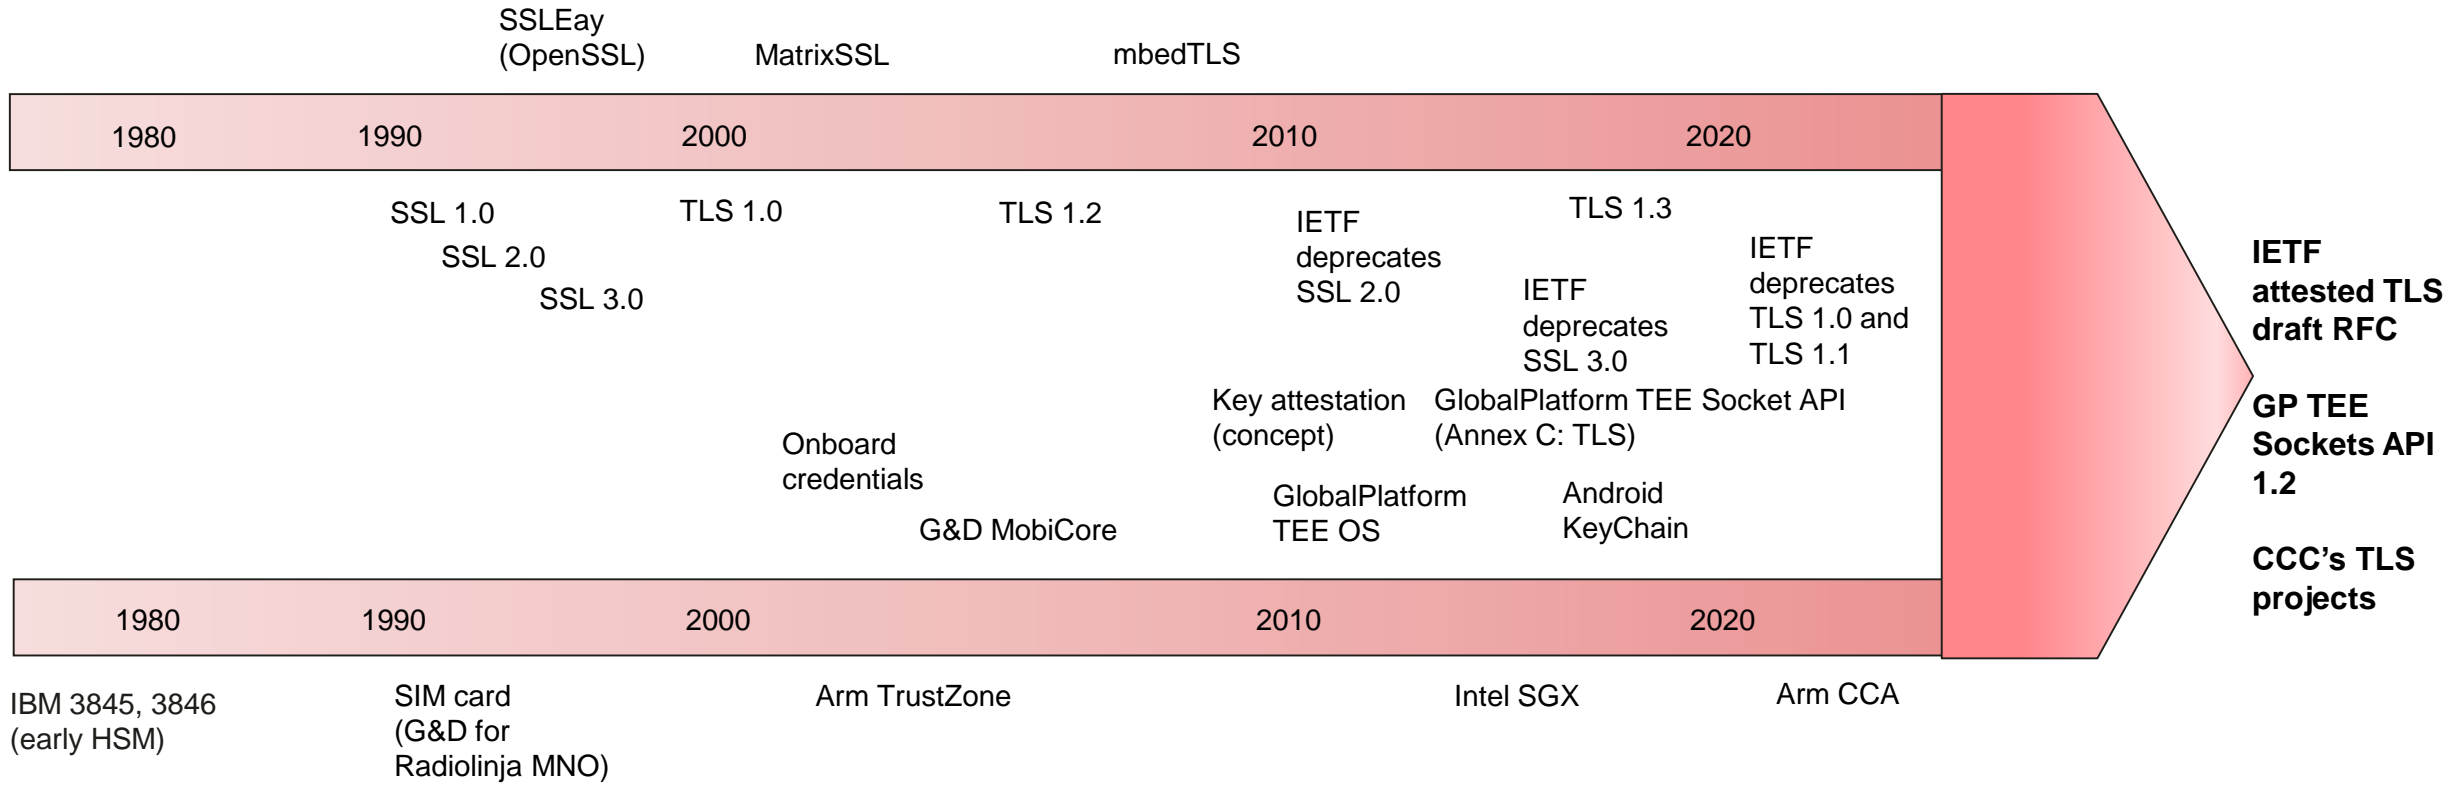 SSLEay
(OpenSSL)
MatrixSSL
mbedTLS
1980
1990
2000
2010
2020
SSL 1.0
SSL 2.0
SSL 3.0
TLS 1.0
TLS 1.2
IETF
deprecates
SSL 2.0
TLS 1.3
IETF
deprecates
SSL 3.0
IETF
deprecates
TLS 1.0 and
TLS 1.1
Onboard
credentials
G&D MobiCore
Key attestation
(concept)
GlobalPlatform TEE Socket API
(Annex C: TLS)
GlobalPlatform
TEE OS
Android
KeyChain
1980
1990
2000
2010
2020
IBM 3845, 3846
(early HSM)
SIM card
(G&D for
Radiolinja MNO)
Arm TrustZone
Intel SGX
Arm CCA
IETF
attested TLS
draft RFC
GP TEE
Sockets API
1.2
CCC’s TLS
projects